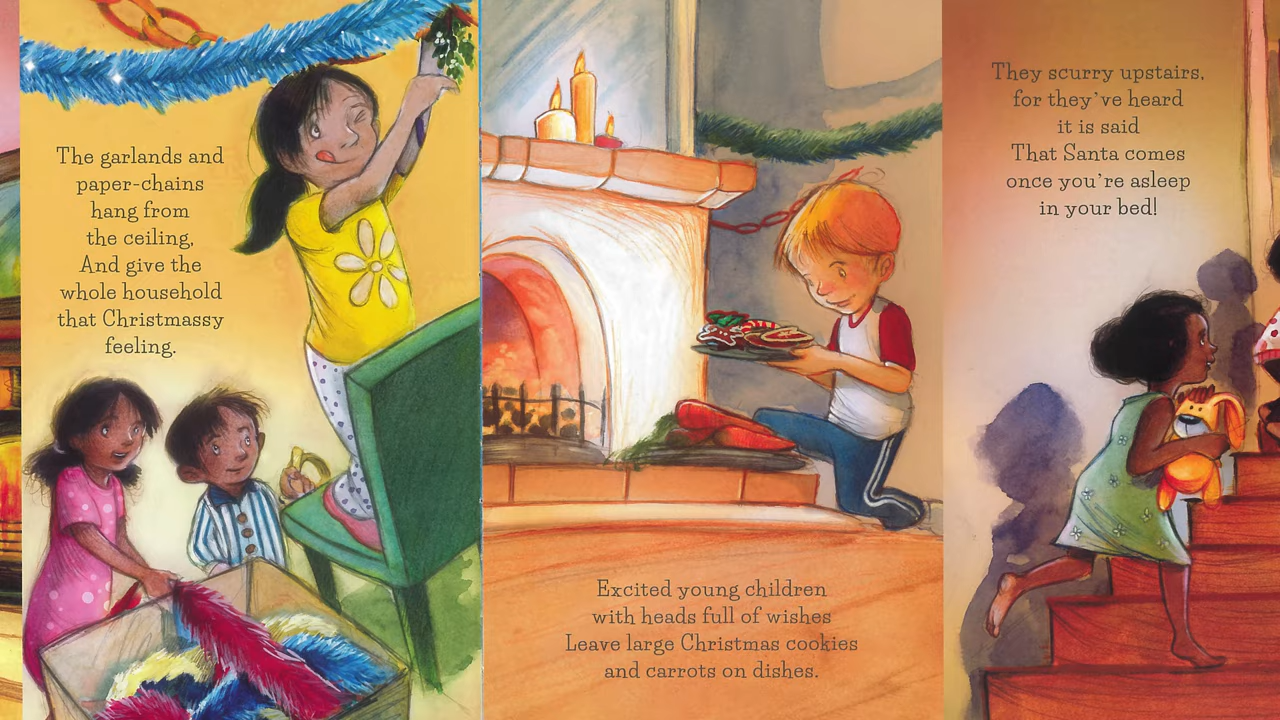 The garlands and
paper-chains
hang from
the ceiling,
And give the
whole household
that Christmassy
feeling.
Excited young children
with heads full of wishes
Leave large Christmas cookies
and carrots on dishes.
They scurry upstairs,
for they've heard
it is said
That Santa comes
once you're asleep
in your bed!